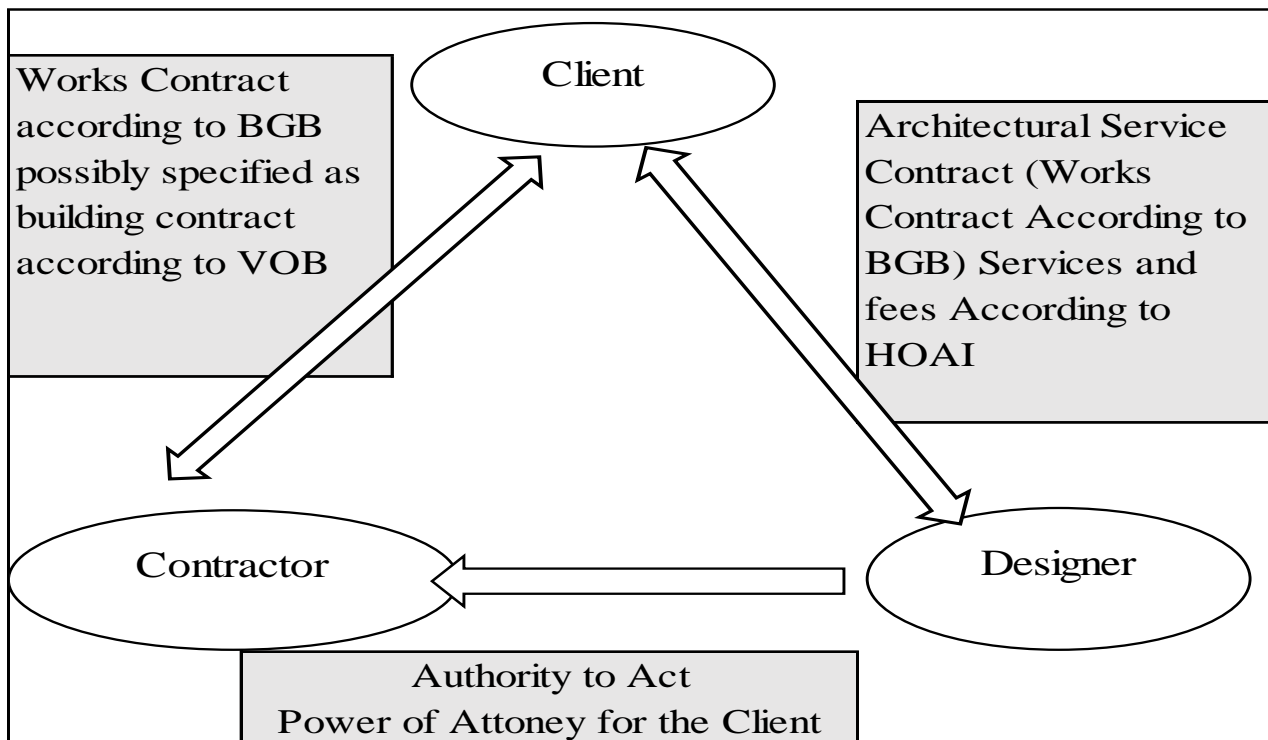 Client
Works Contract
according to BGB
possibly specified as
building contract
according to VOB
Architectural Service
Contract (Works
Contract According to
BGB) Services and
fees According to
HOAI
Contractor
Designer
Authority to Act
Power of Attoney for the Client